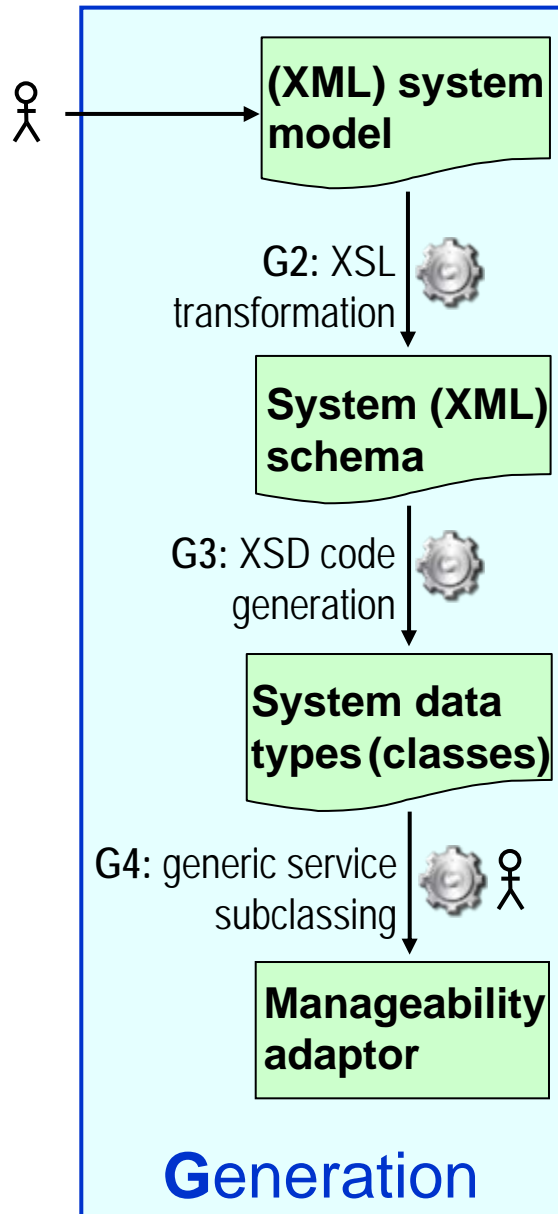 (XML) system
model
G2: XSL
transformation
System (XML)
schema
G3: XSD code
generation
System data
types (classes)
G4: generic service
subclassing
Manageability
adaptor
Generation